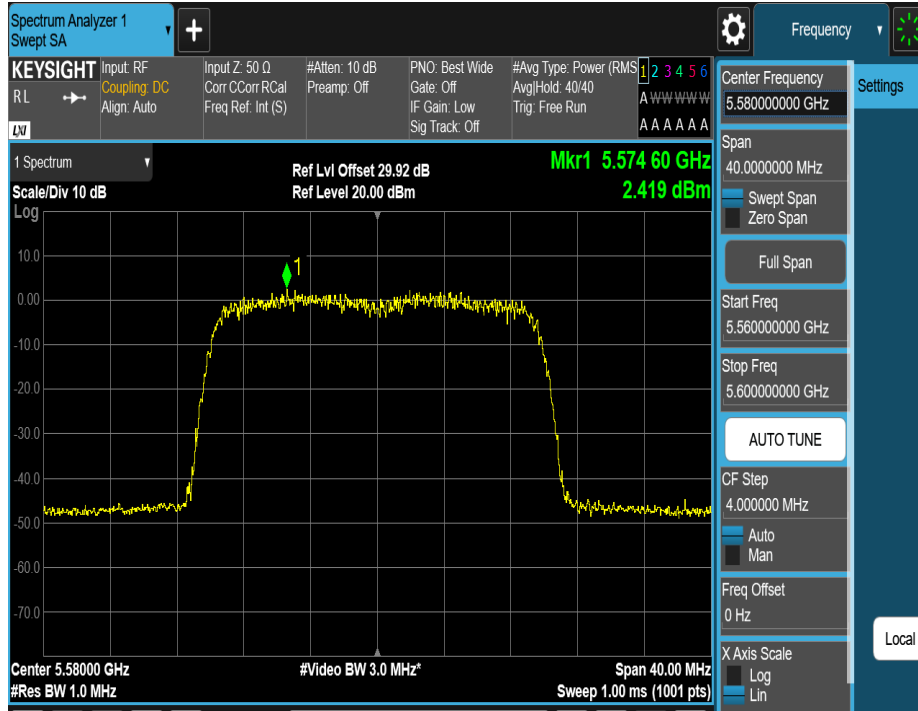 Spectrum Analyzer 1
Swept SA
+
Frequency
KEYSIGHT
R L
LXI
Input: RF
Coupling: DC
Align: Auto
Input Z: 50 Ω
Corr CCorr RCal
Freq Ref: Int (S)
#Atten: 10 dB
Preamp: Off
PNO: Best Wide
Gate: Off
IF Gain: Low
Sig Track: Off
#Avg Type: Power (RMS
Avg|Hold: 40/40
Trig: Free Run
1 2 3 4 5 6
A W W W W W
A A A A A A
1 Spectrum
Scale/Div 10 dB
Log
Ref Lvl Offset 29.92 dB
Ref Level 20.00 dBm
Mkr1 5.574 60 GHz
2.419 dBm
1
10.0
0.00
-10.0
-20.0
-30.0
-40.0
-50.0
-60.0
-70.0
Center 5.58000 GHz
#Res BW 1.0 MHz
#Video BW 3.0 MHz*
Span 40.00 MHz
Sweep 1.00 ms (1001 pts)
Center Frequency
5.580000000 GHz
Span
40.0000000 MHz
Swept Span
Zero Span
Full Span
Start Freq
5.560000000 GHz
Stop Freq
5.600000000 GHz
AUTO TUNE
CF Step
4.000000 MHz
Auto
Man
Freq Offset
0 Hz
X Axis Scale
Log
Lin
Settings
Local